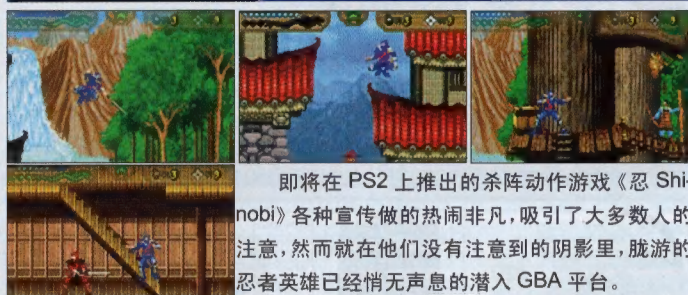 即将在 PS2 上推出的杀阵动作游戏《忍 Shi-
nobi》各种宣传做的热闹非凡,吸引了大多数人的
注意,然而就在他们没有注意到的阴影里,胧游的
忍者英雄已经悄无声息的潜入 GBA 平台。